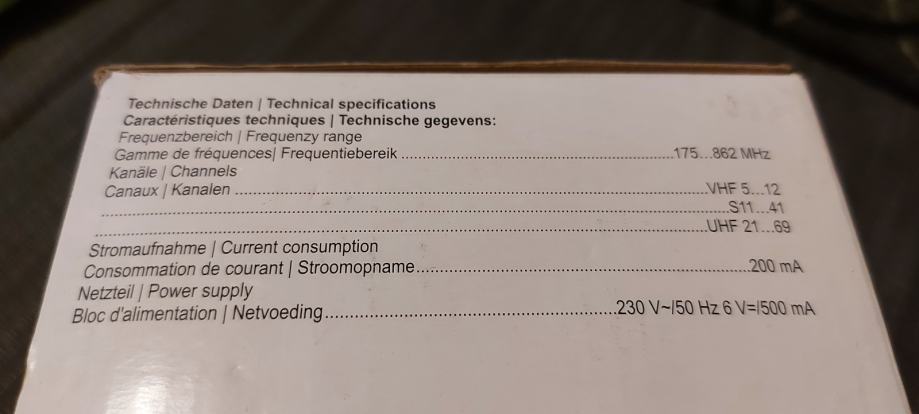 Technische Daten | Technical specifications
Caractéristiques techniques | Technische gegevens:
Frequenzbereich | Frequenzy range
Gamme de fréquences| Frequentiebereik ....................................................................175...862 MHz
Kanäle | Channels
Canaux | Kanalen ....................................................................VHF 5...12
....................................................................S11...41
....................................................................UHF 21...69
Stromaufnahme | Current consumption
Consommation de courant | Stroomopname....................................................................200 mA
Netzteil | Power supply
Bloc d'alimentation | Netvoeding....................................................................230 V~/50 Hz 6 V=/500 mA